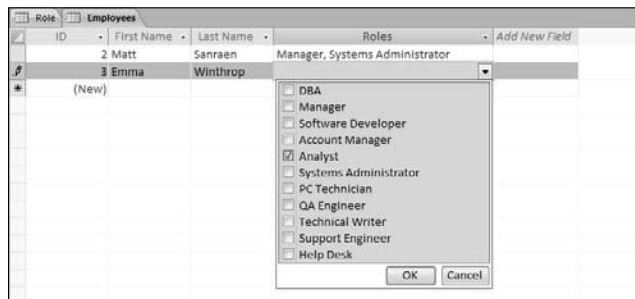 Role Employees
ID First Name Last Name Roles Add New Field
2 Matt Sanraen Manager, Systems Administrator
3 Emma Winthrop
(New)
DBA
Manager
Software Developer
Account Manager
Analyst
Systems Administrator
PC Technician
QA Engineer
Technical Writer
Support Engineer
Help Desk
OK Cancel